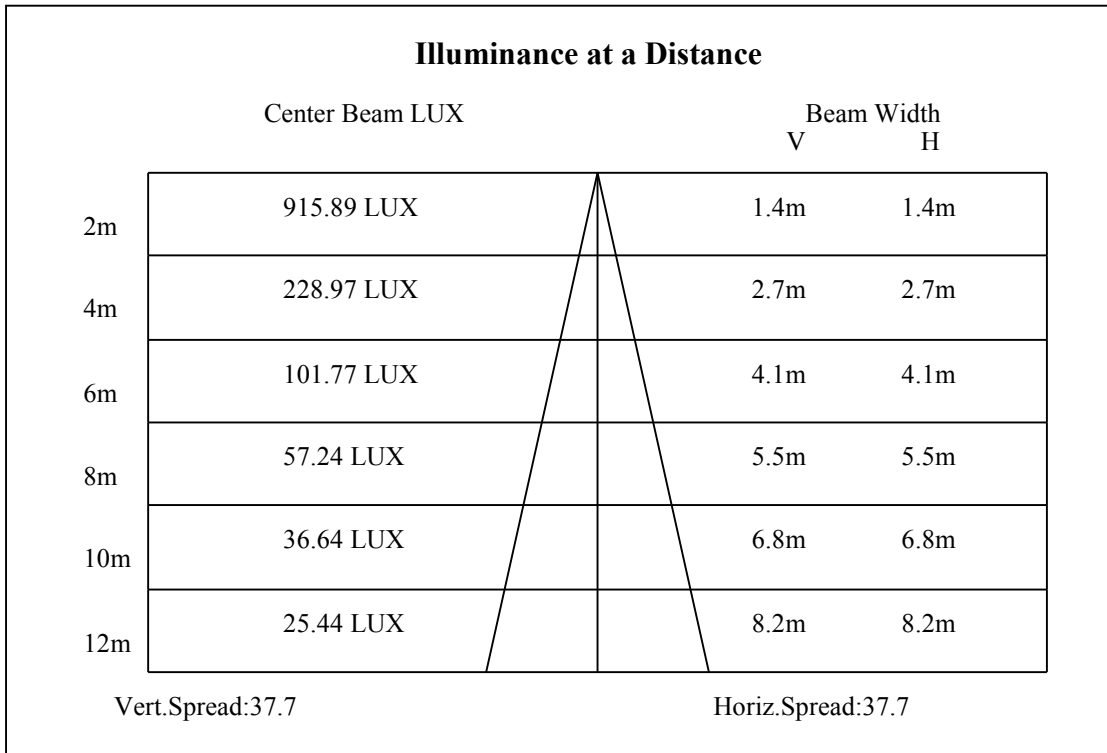 Illuminance at a Distance
Center Beam LUX Beam Width
V H
2m 915.89 LUX 1.4m 1.4m
4m 228.97 LUX 2.7m 2.7m
6m 101.77 LUX 4.1m 4.1m
8m 57.24 LUX 5.5m 5.5m
10m 36.64 LUX 6.8m 6.8m
12m 25.44 LUX 8.2m 8.2m
Vert.Spread:37.7 Horiz.Spread:37.7